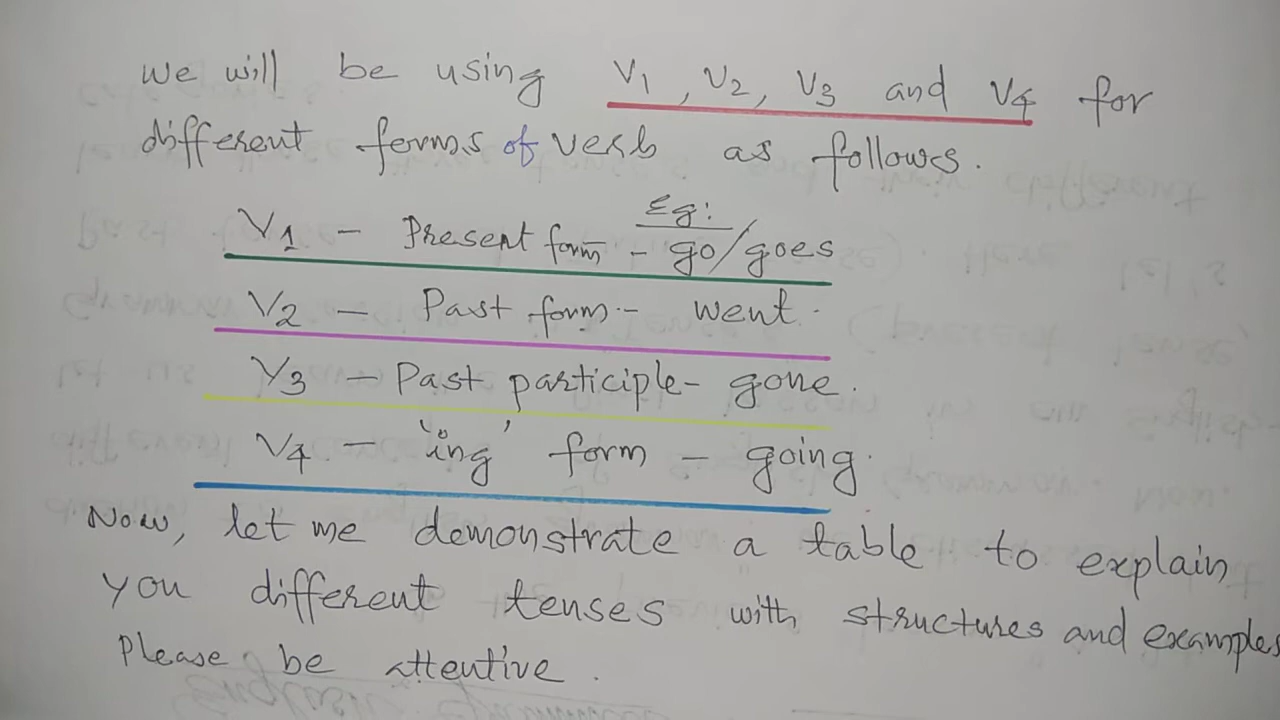 We will be using V1, V2, V3 and V4 for
different forms of verb as follows.
Eg:
V1 - Present form - go/goes
V2 - Past form - went.
V3 - Past participle - gone.
V4 - 'ing' form - going.
Now, let me demonstrate a table to explain
you different tenses with structures and examples
Please be attentive.